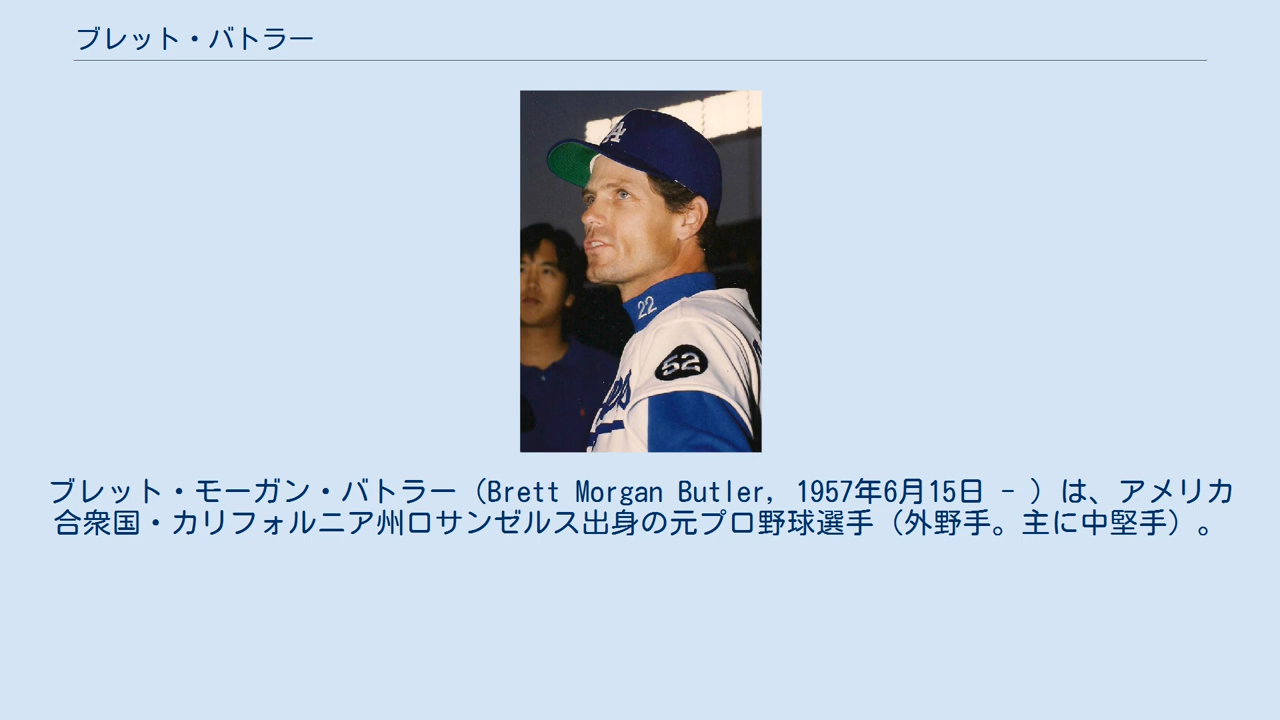 ブレット・バトラー
22
52
ブレット・モーガン・バトラー（Brett Morgan Butler, 1957年6月15日 - ）は、アメリカ
合衆国・カリフォルニア州ロサンゼルス出身の元プロ野球選手（外野手。主に中堅手）。